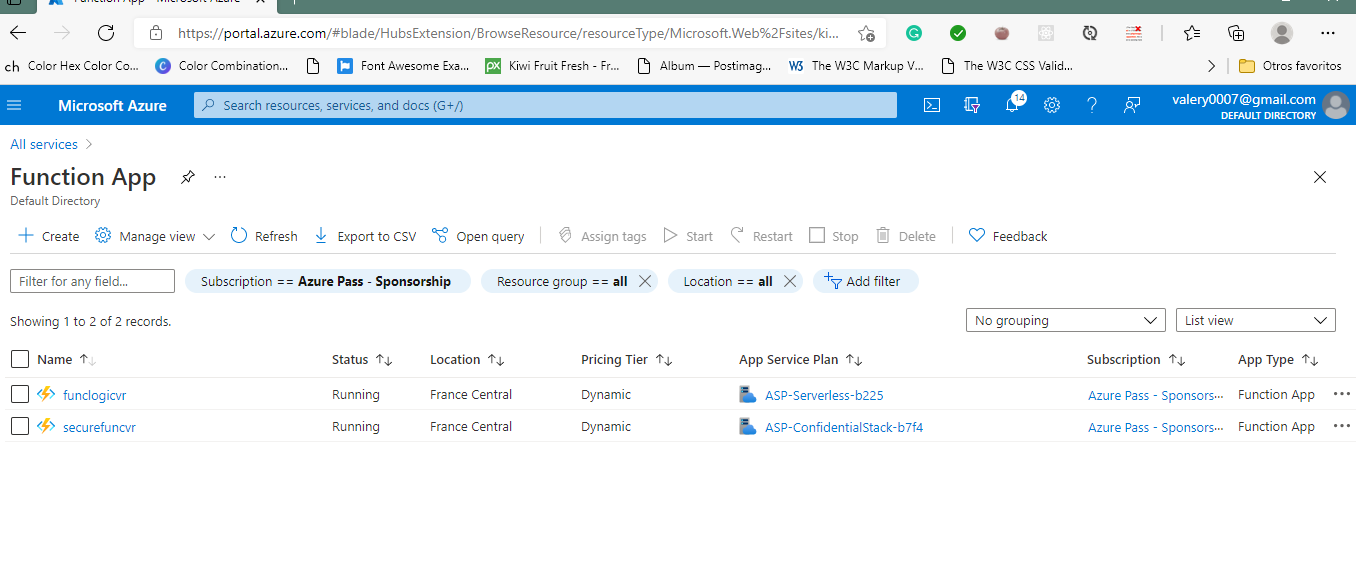 Function App - Microsoft Azure
https://portal.azure.com/#blade/HubsExtension/BrowseResource/resourceType/Microsoft.Web%2Fsites/ki...
ch Color Hex Color Co... Color Combination... Font Awesome Exa... Kiwi Fruit Fresh - Fr... Album — Postimag... W3 The W3C Markup V... The W3C CSS Valid... Otros favoritos
Microsoft Azure Search resources, services, and docs (G+/) 14 valery0007@gmail.com
DEFAULT DIRECTORY
All services
Function App ...
Default Directory
Create Manage view Refresh Export to CSV Open query Assign tags Start Restart Stop Delete Feedback
Filter for any field... Subscription == Azure Pass - Sponsorship Resource group == all Location == all Add filter
Showing 1 to 2 of 2 records. No grouping List view
Name Status Location Pricing Tier App Service Plan Subscription App Type
funclogicvr Running France Central Dynamic ASP-Serverless-b225 Azure Pass - Sponsors... Function App ...
securefuncvr Running France Central Dynamic ASP-ConfidentialStack-b7f4 Azure Pass - Sponsors... Function App ...